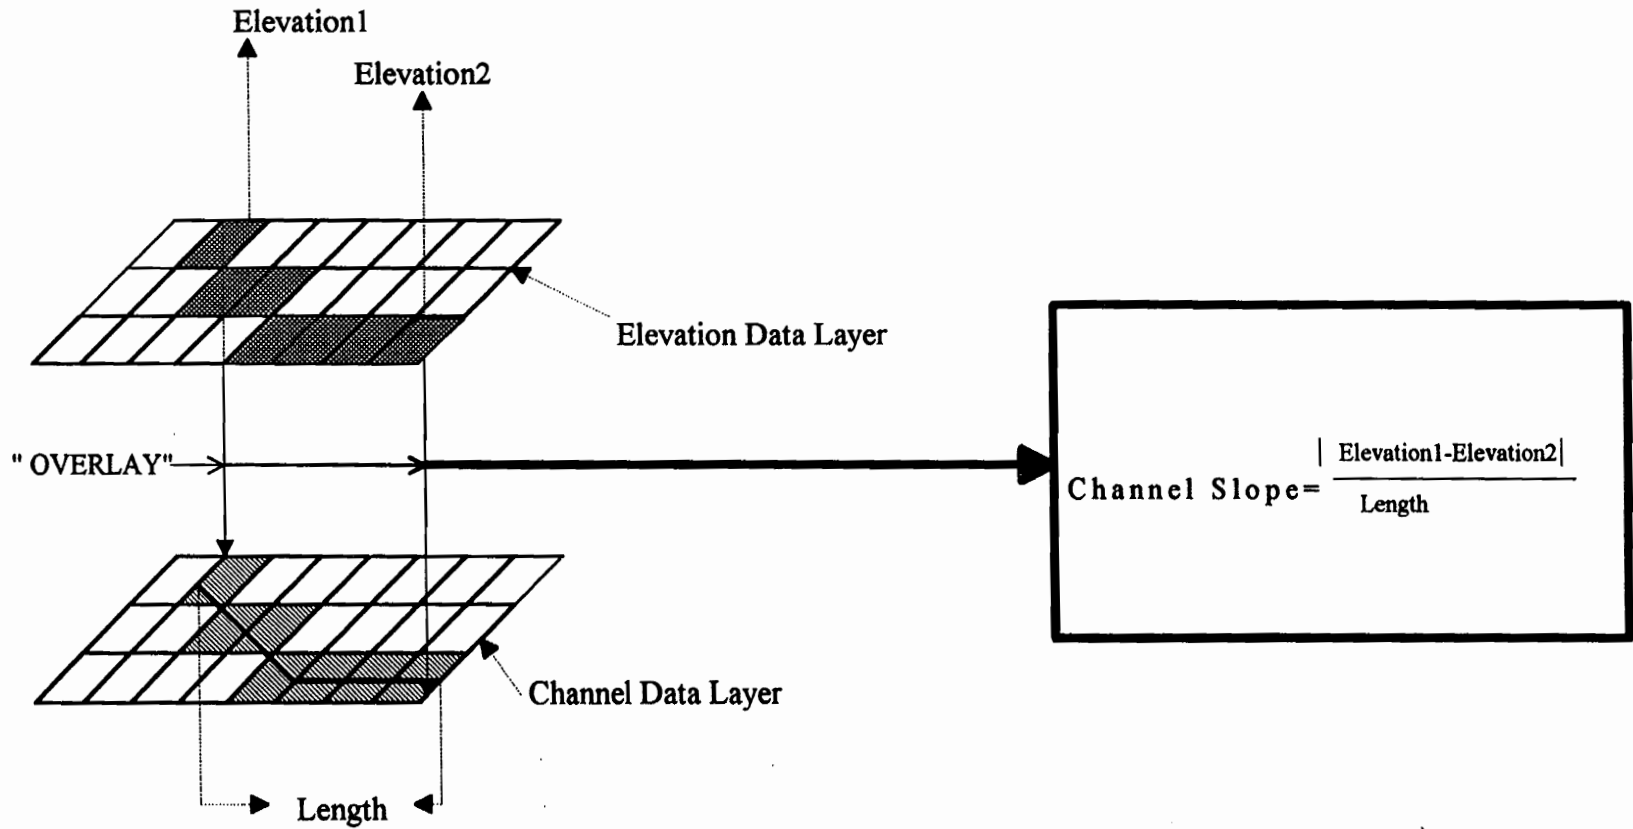 Elevation1
Elevation2
Elevation Data Layer
" OVERLAY"
| Elevation1-Elevation2|
Channel Slope=
Length
Channel Data Layer
Length